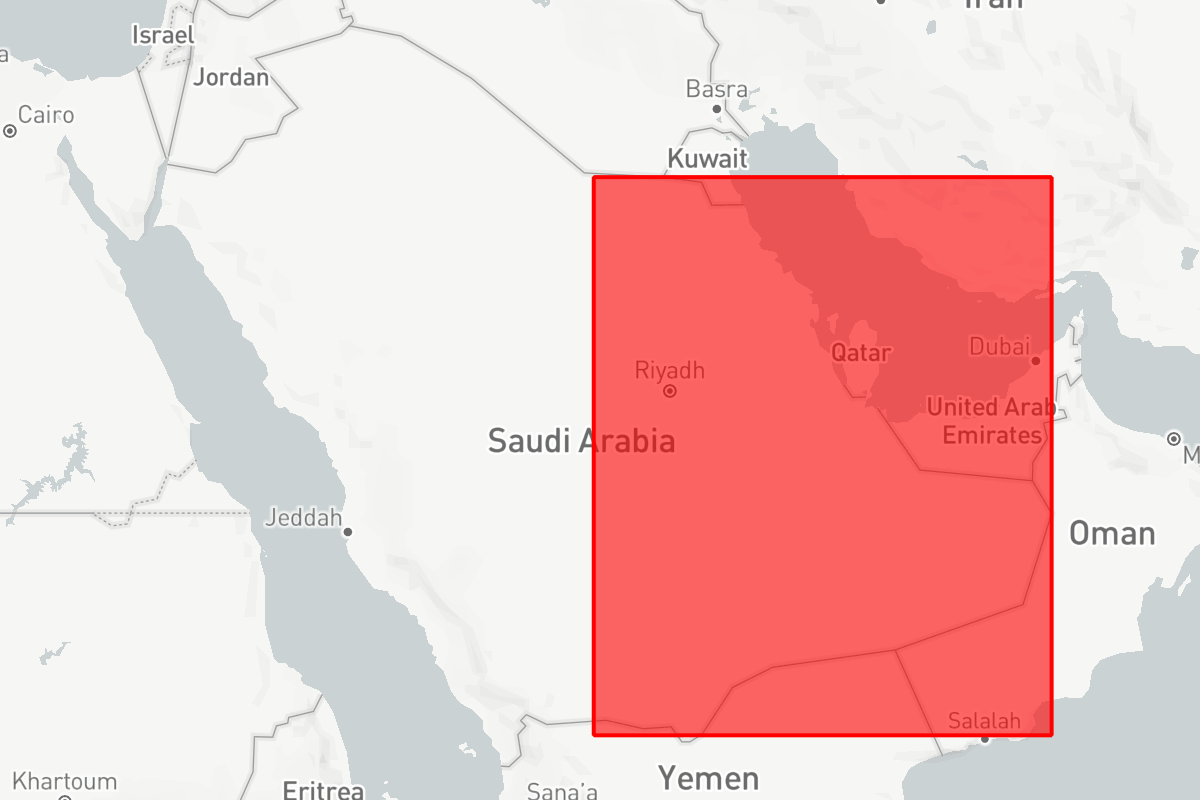 Iran
Israel
a
Jordan
Basra
Cairo
Kuwait
Qatar
Dubai
Riyadh
United Arab
Emirates
Saudi Arabia
M
Jeddah
Oman
Salalah
Khartoum
Eritrea
Sana'a
Yemen